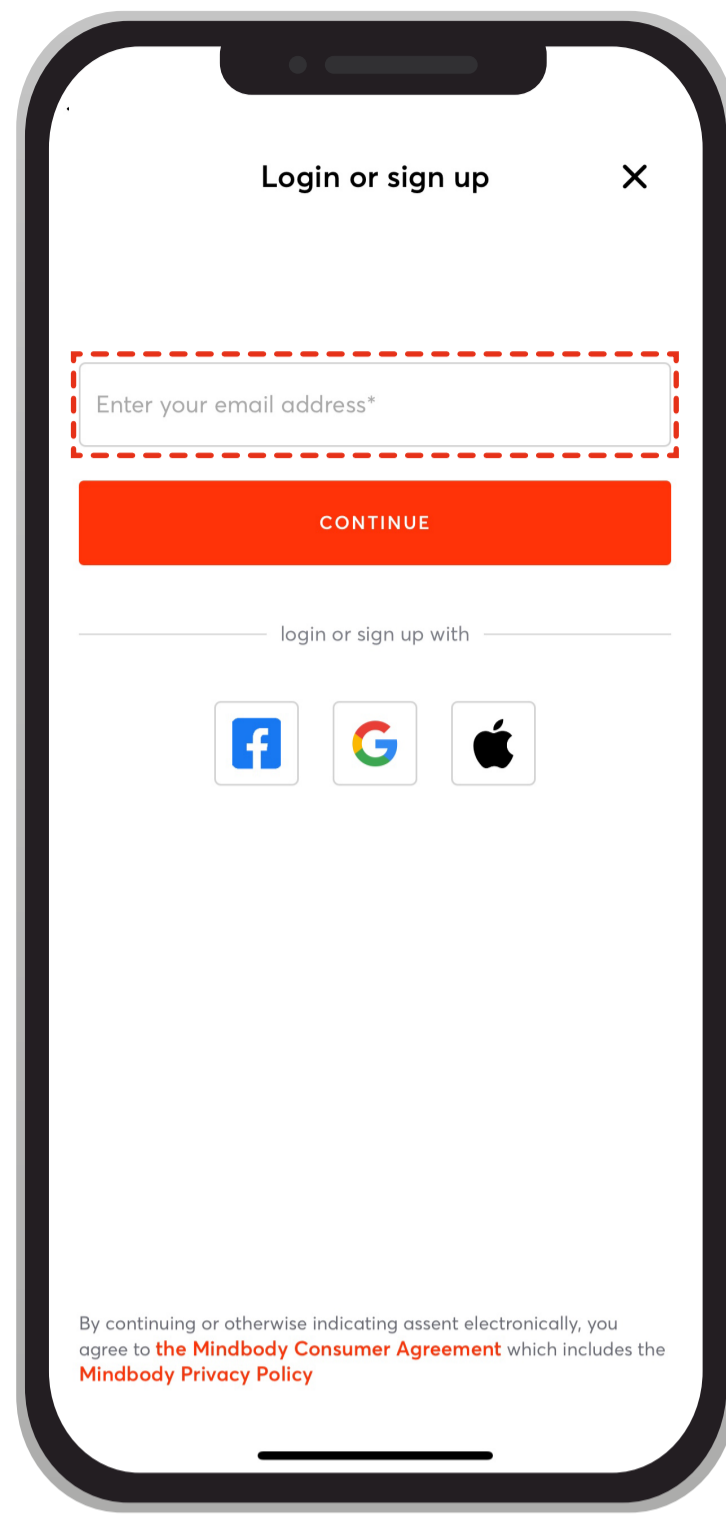 Login or sign up
Enter your email address*
CONTINUE
login or sign up with
By continuing or otherwise indicating assent electronically, you
agree to the Mindbody Consumer Agreement which includes the
Mindbody Privacy Policy